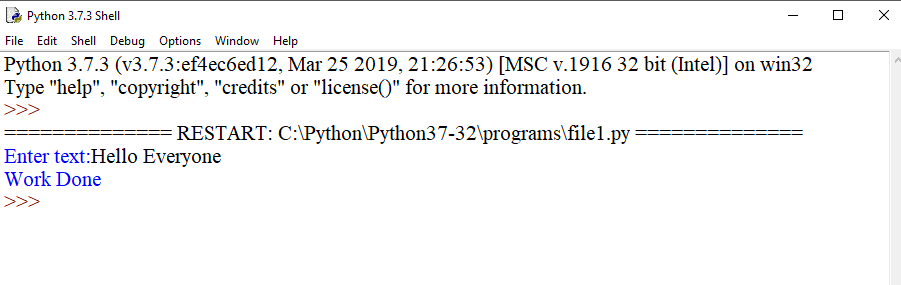 Python 3.7.3 Shell
File Edit Shell Debug Options Window Help
Python 3.7.3 (v3.7.3:ef4ec6ed12, Mar 25 2019, 21:26:53) [MSC v.1916 32 bit (Intel)] on win32
Type "help", "copyright", "credits" or "license()" for more information.
>>>
============== RESTART: C:\Python\Python37-32\programs\file1.py ==============
Enter text:Hello Everyone
Work Done
>>>